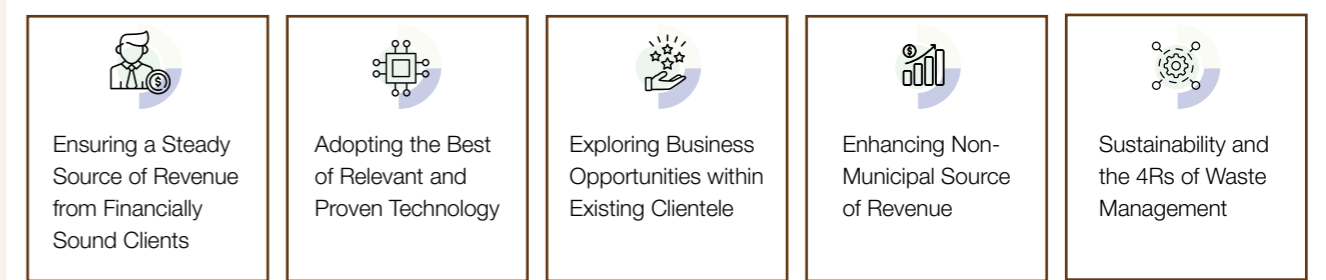 Ensuring a Steady
Source of Revenue
from Financially
Sound Clients
Adopting the Best
of Relevant and
Proven Technology
Exploring Business
Opportunities within
Existing Clientele
Enhancing Non-
Municipal Source
of Revenue
Sustainability and
the 4Rs of Waste
Management